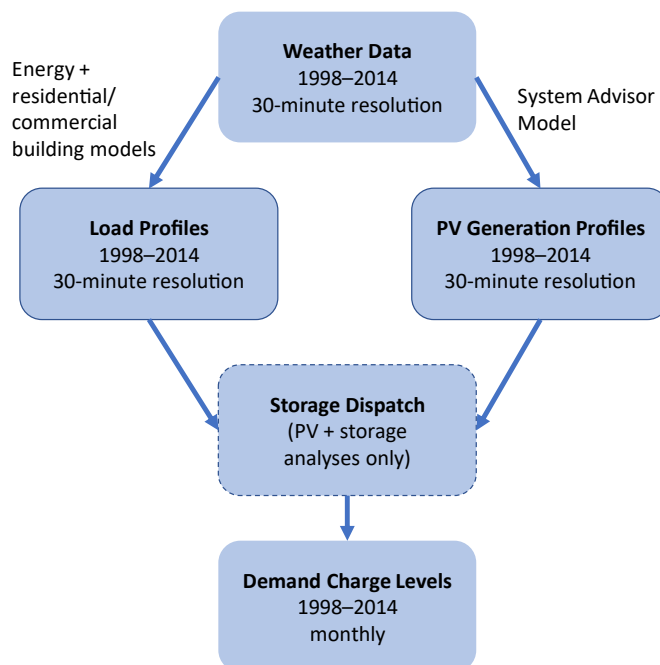 Weather Data
1998–2014
30-minute resolution
Energy +
residential/
commercial
building models
System Advisor
Model
Load Profiles
1998–2014
30-minute resolution
PV Generation Profiles
1998–2014
30-minute resolution
Storage Dispatch
(PV + storage
analyses only)
Demand Charge Levels
1998–2014
monthly